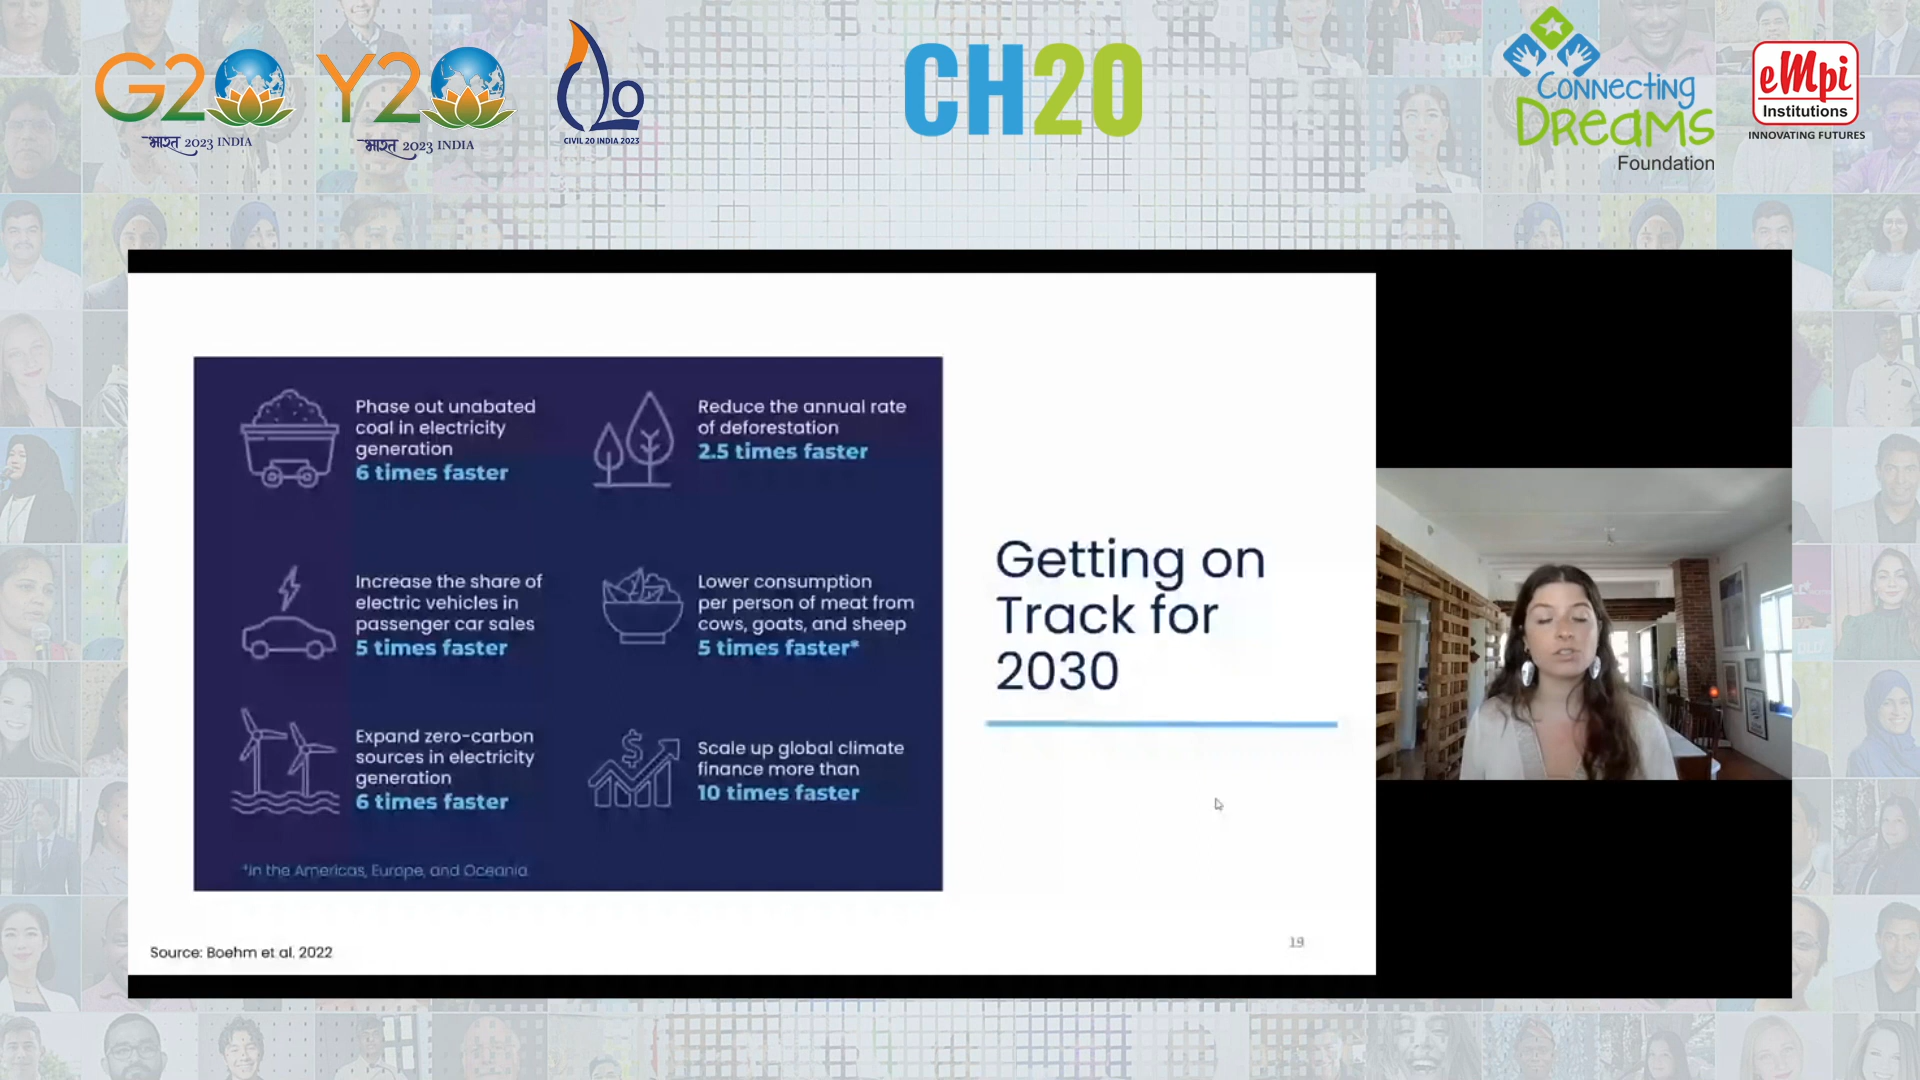 G20
भारत 2023 INDIA
Y20
भारत 2023 INDIA
CIVIL 20 INDIA 2023
CH20
Connecting
Dreams
Foundation
eMpi
Institutions
INNOVATING FUTURES
Phase out unabated
coal in electricity
generation
6 times faster
Reduce the annual rate
of deforestation
2.5 times faster
Increase the share of
electric vehicles in
passenger car sales
5 times faster
Lower consumption
per person of meat from
cows, goats, and sheep
5 times faster*
Expand zero-carbon
sources in electricity
generation
6 times faster
Scale up global climate
finance more than
10 times faster
*In the Americas, Europe, and Oceania
Getting on
Track for
2030
Source: Boehm et al. 2022
19